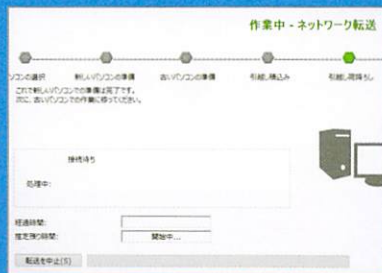 作業中 - ネットワーク転送
ソコンの選択
新しいパソコンの準備
古いパソコンの準備
引越し積込み
引越し荷降ろし
これで新しいパソコンでの準備は完了です。
次に、古いパソコンでの作業に移ってください。
接続待ち
処理中:
経過時間:
推定残り時間:
開始中...
転送を中止(S)